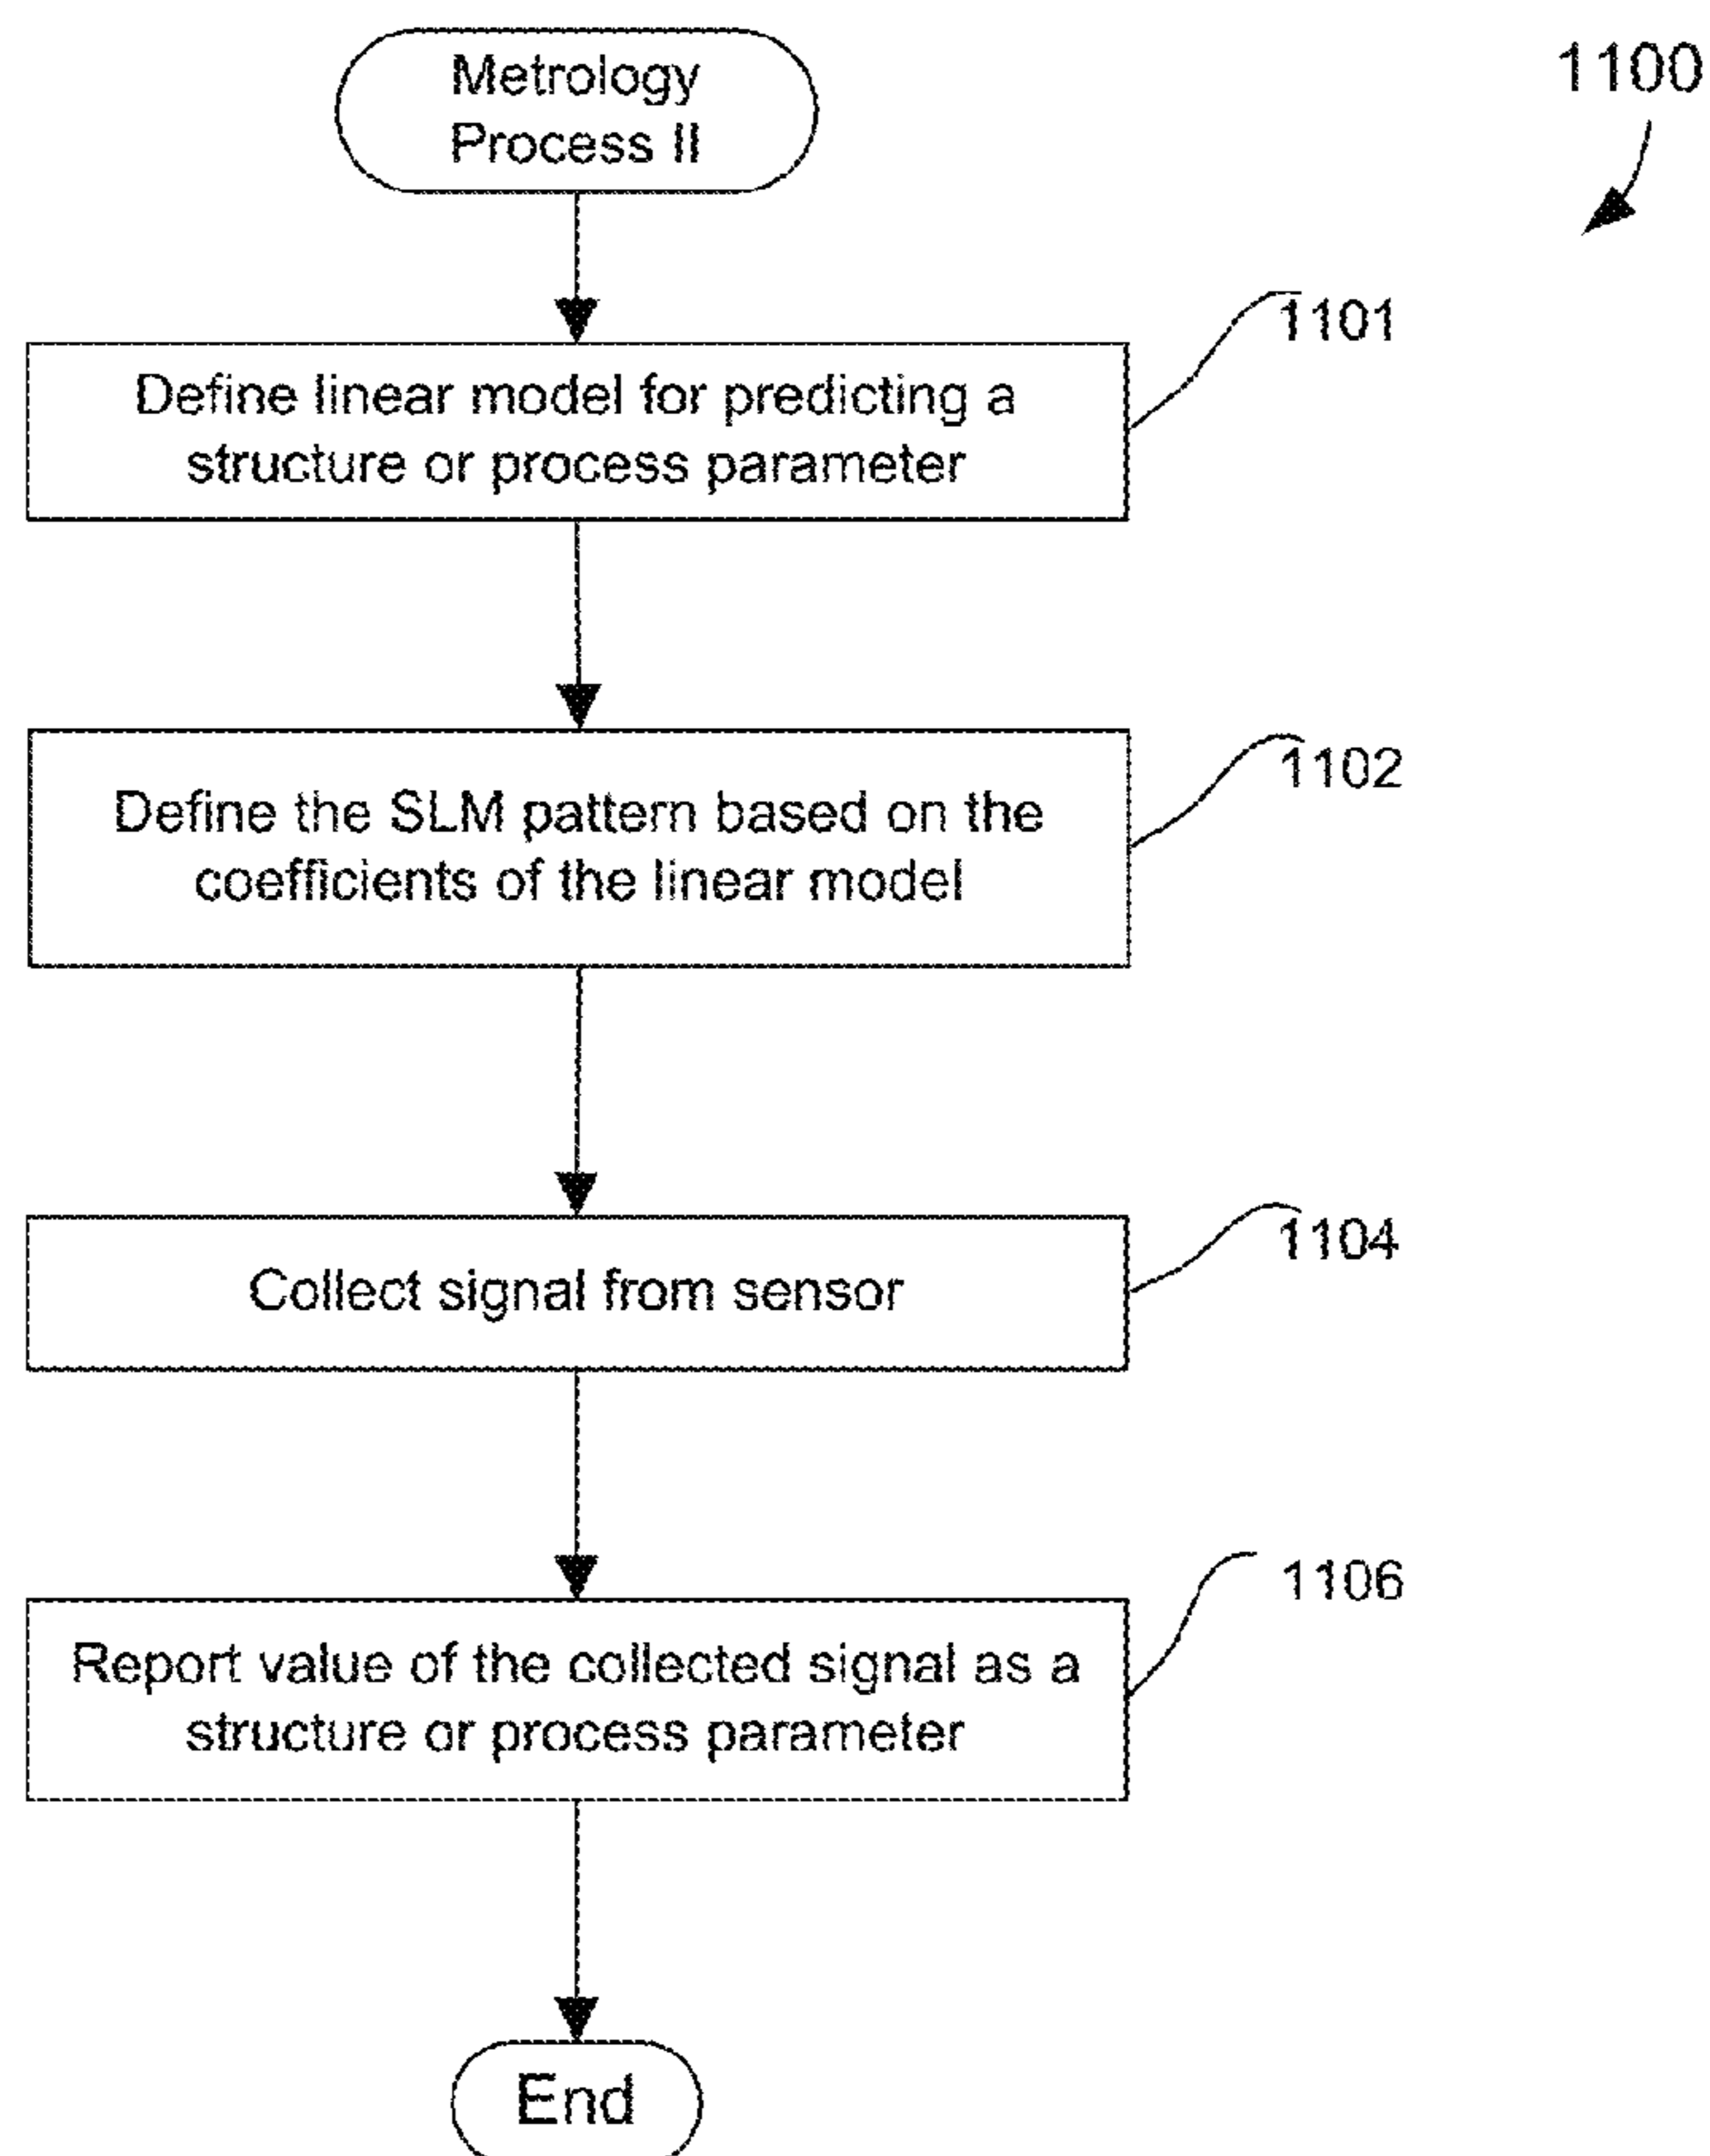 Metrology
Process II
1100
1101
Define linear model for predicting a
structure or process parameter
1102
Define the SLM pattern based on the
coefficients of the linear model
1104
Collect signal from sensor
1106
Report value of the collected signal as a
structure or process parameter
End